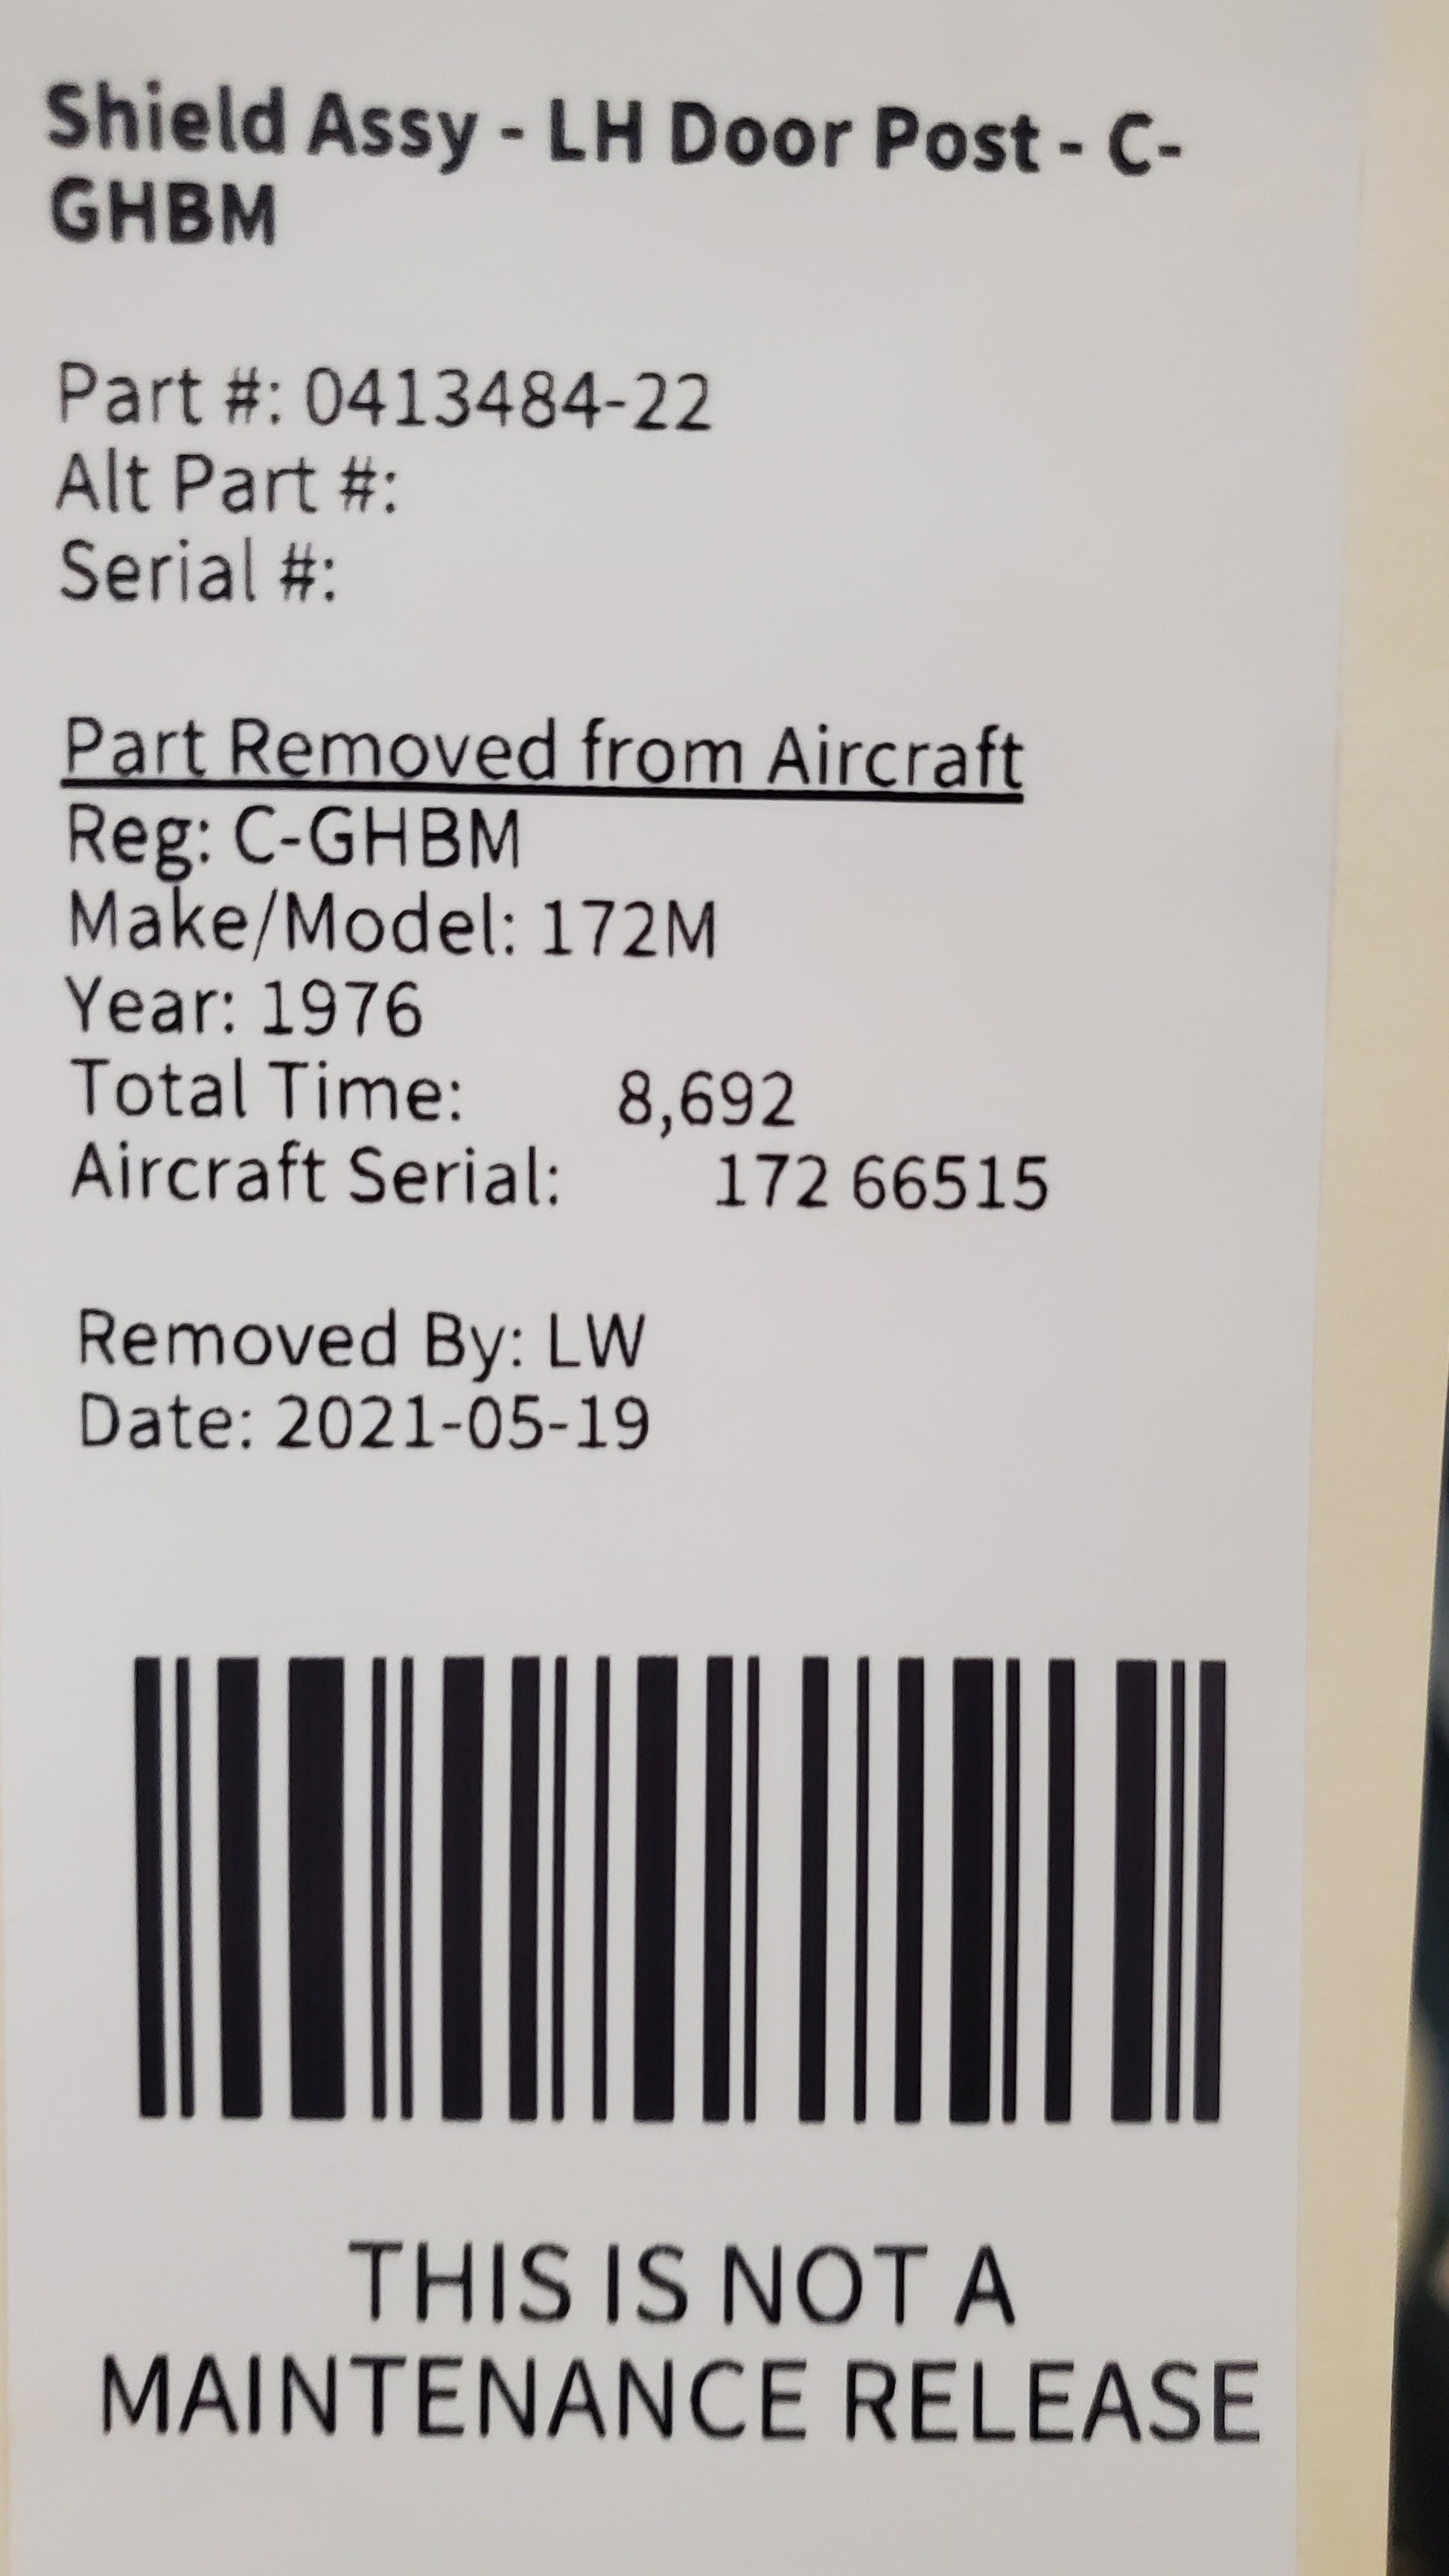 Shield Assy - LH Door Post - C-
GHBM
Part #: 0413484-22
Alt Part #:
Serial #:
Part Removed from Aircraft
Reg: C-GHBM
Make/Model: 172M
Year: 1976
Total Time: 8,692
Aircraft Serial: 172 66515
Removed By: LW
Date: 2021-05-19
THIS IS NOT A
MAINTENANCE RELEASE